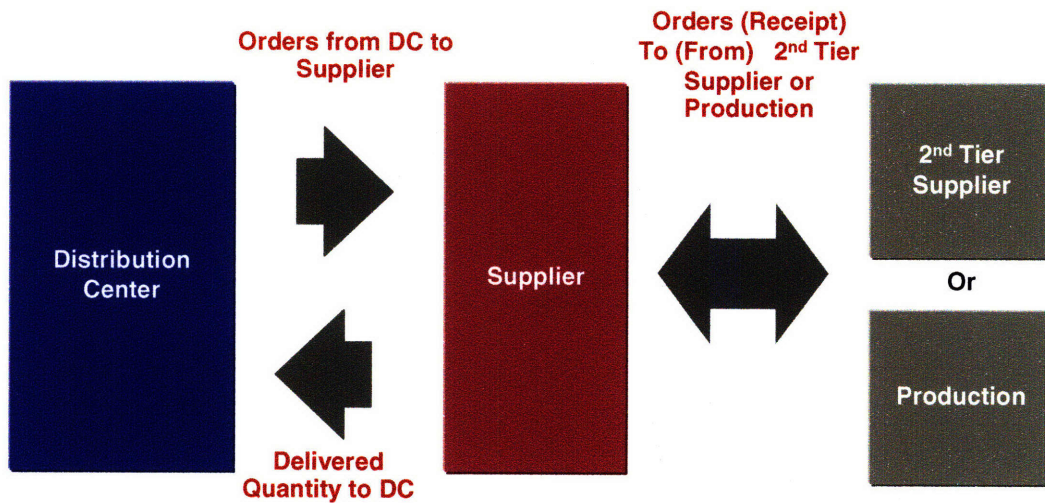 Orders from DC to
Supplier
Orders (Receipt)
To (From) 2nd Tier
Supplier or
Production
Distribution
Center
Supplier
2nd Tier
Supplier
Or
Production
Delivered
Quantity to DC